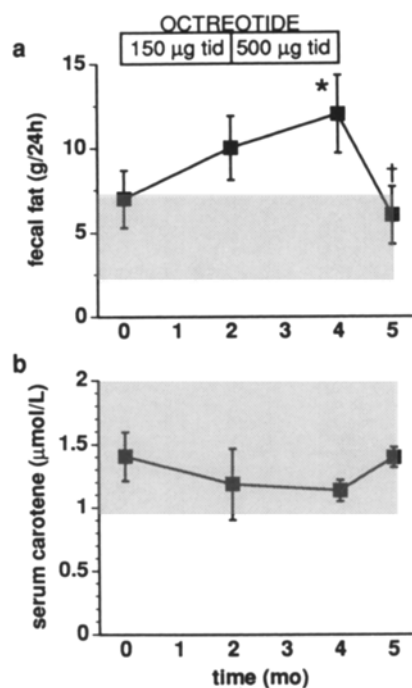 OCTREOTIDE
150 µg tid 500 µg tid
a
15
10
5
0
fecal fat (g/24h)
*
†
0 1 2 3 4 5
b
2
1.5
1
0.5
0
serum carotene (µmol/L)
0 1 2 3 4 5
time (mo)